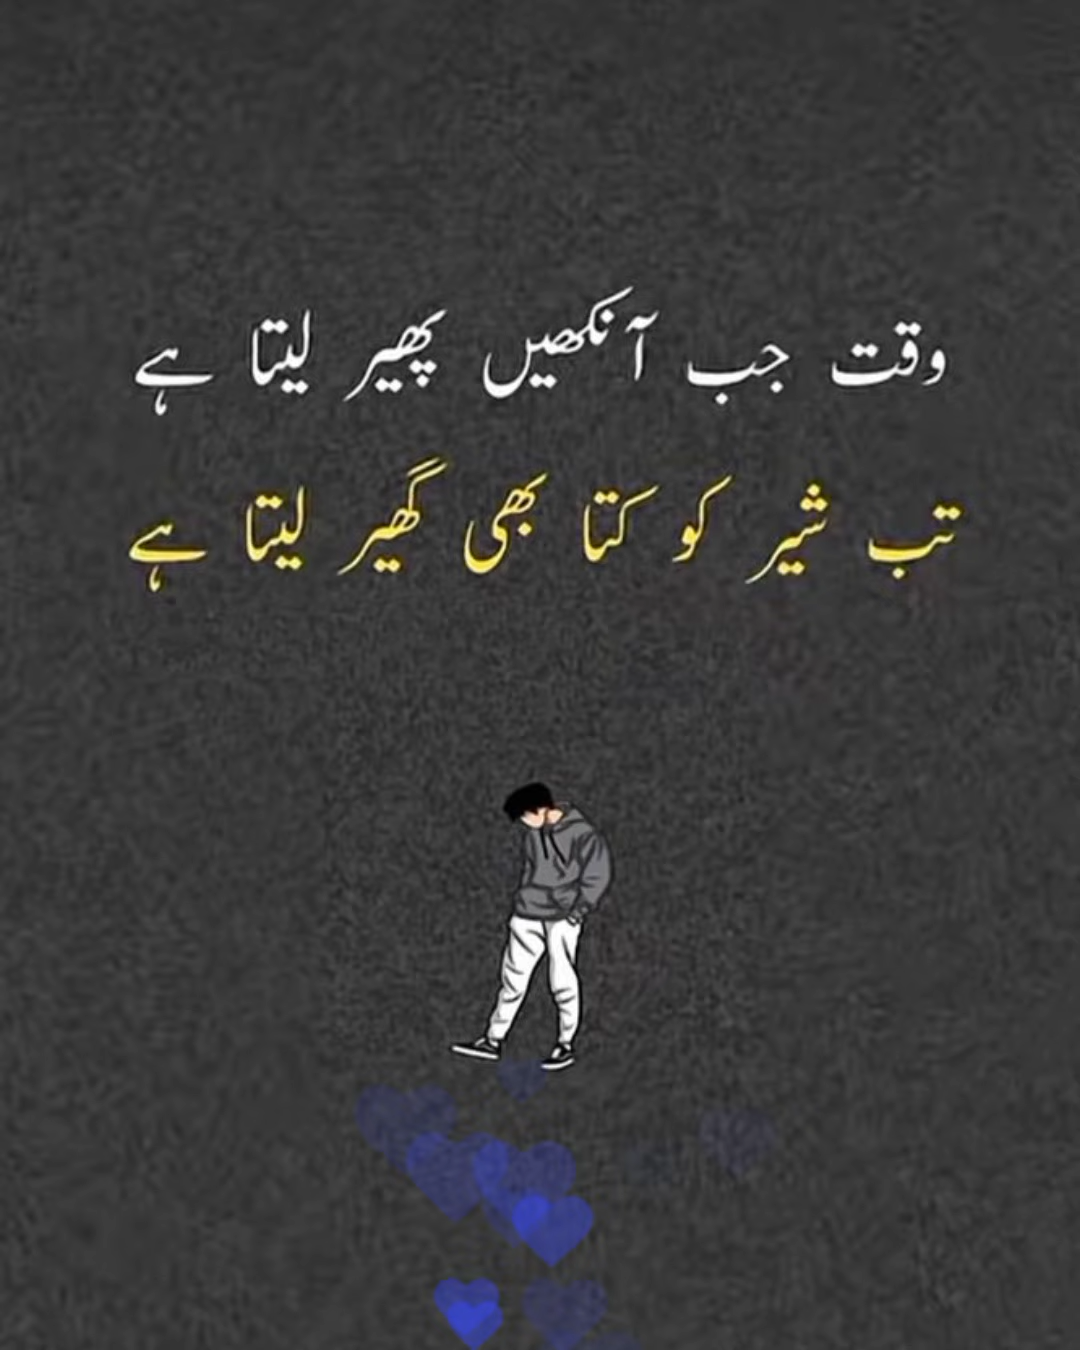 وقت جب آنکھیں پھیر لیتا ہے
تب شیر کو کتا بھی گھیر لیتا ہے